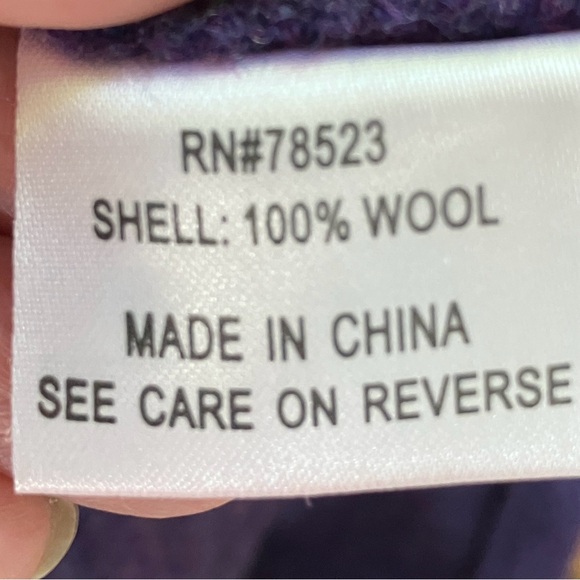 RN#78523
SHELL: 100% WOOL
MADE IN CHINA
SEE CARE ON REVERSE